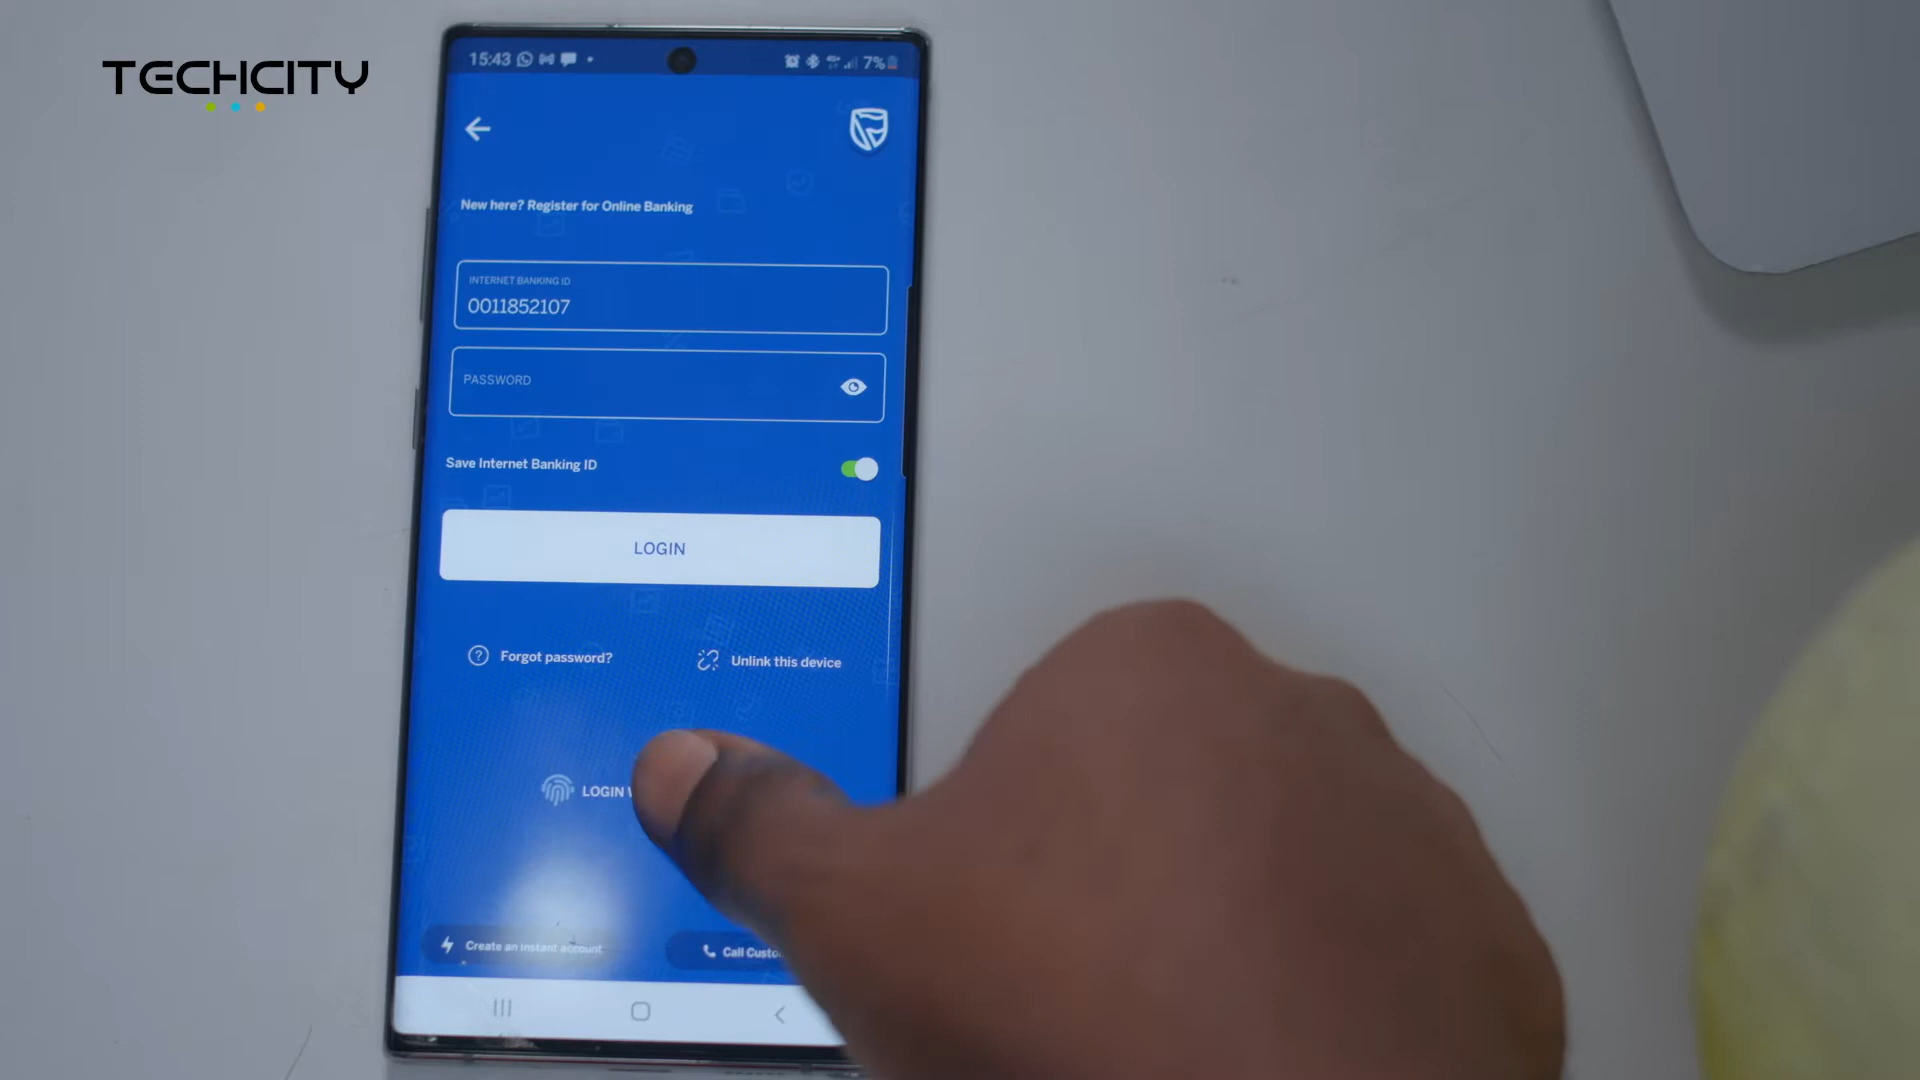 TECHCITY
15:43
7%
New here? Register for Online Banking
INTERNET BANKING ID
0011852107
PASSWORD
Save Internet Banking ID
LOGIN
Forgot password?
Unlink this device
LOGIN
Create an instant account
Call